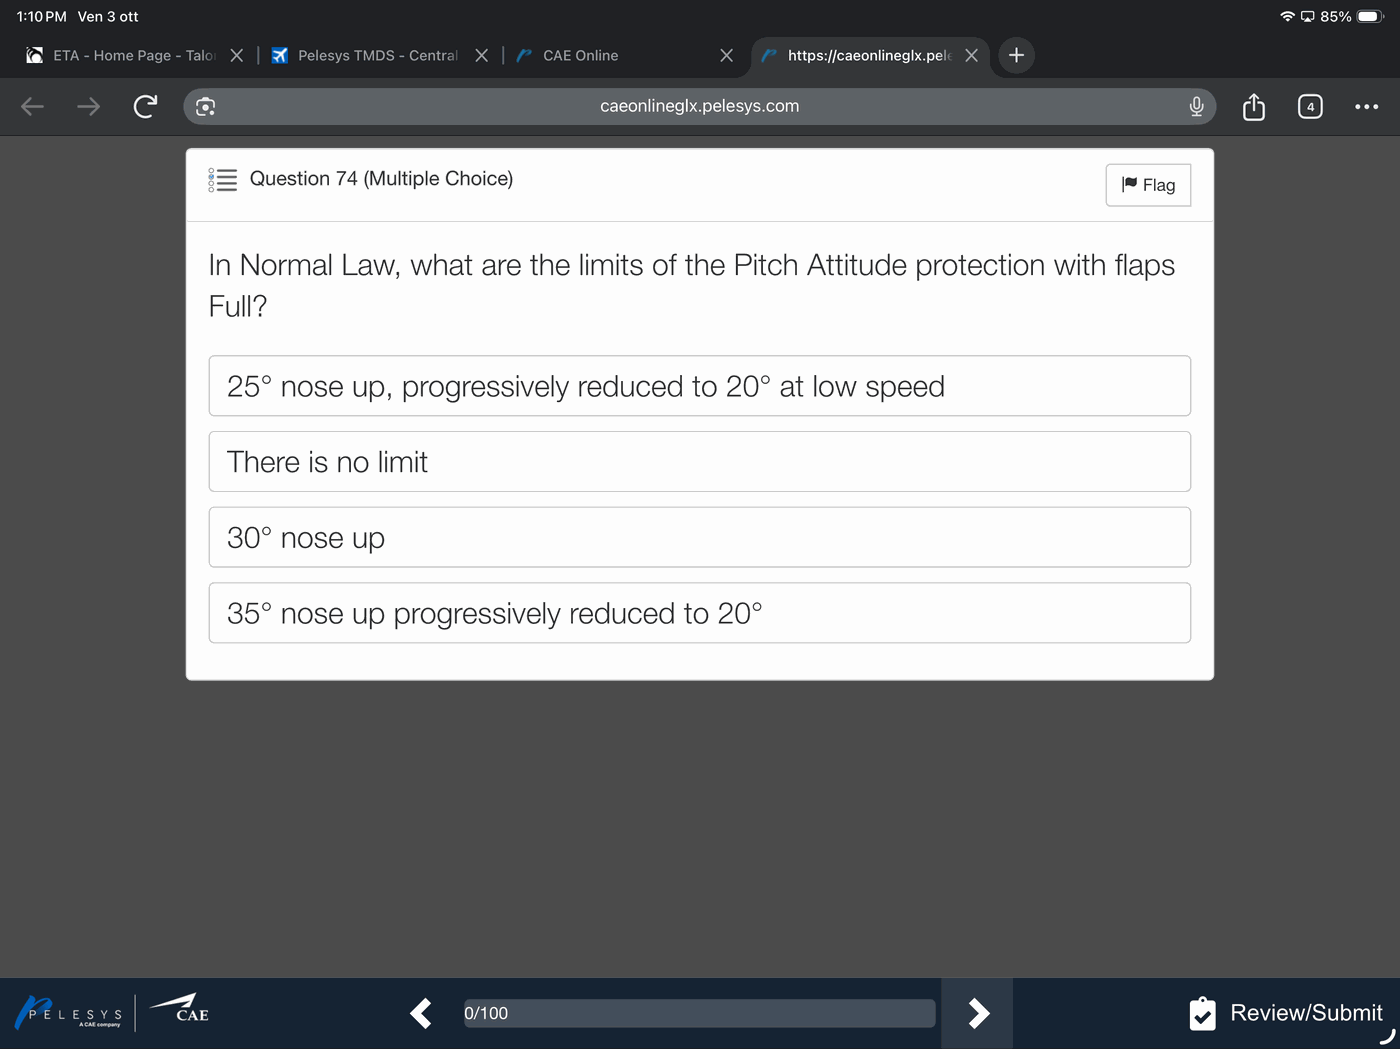 1:10 PM Ven 3 ott
85%
ETA - Home Page - Talo
Pelesys TMDS - Central
CAE Online
https://caeonlineglx.pele
caeonlineglx.pelesys.com
4
Question 74 (Multiple Choice)
Flag
In Normal Law, what are the limits of the Pitch Attitude protection with flaps
Full?
25° nose up, progressively reduced to 20° at low speed
There is no limit
30° nose up
35° nose up progressively reduced to 20°
PELESYS
A CAE company
CAE
0/100
Review/Submit